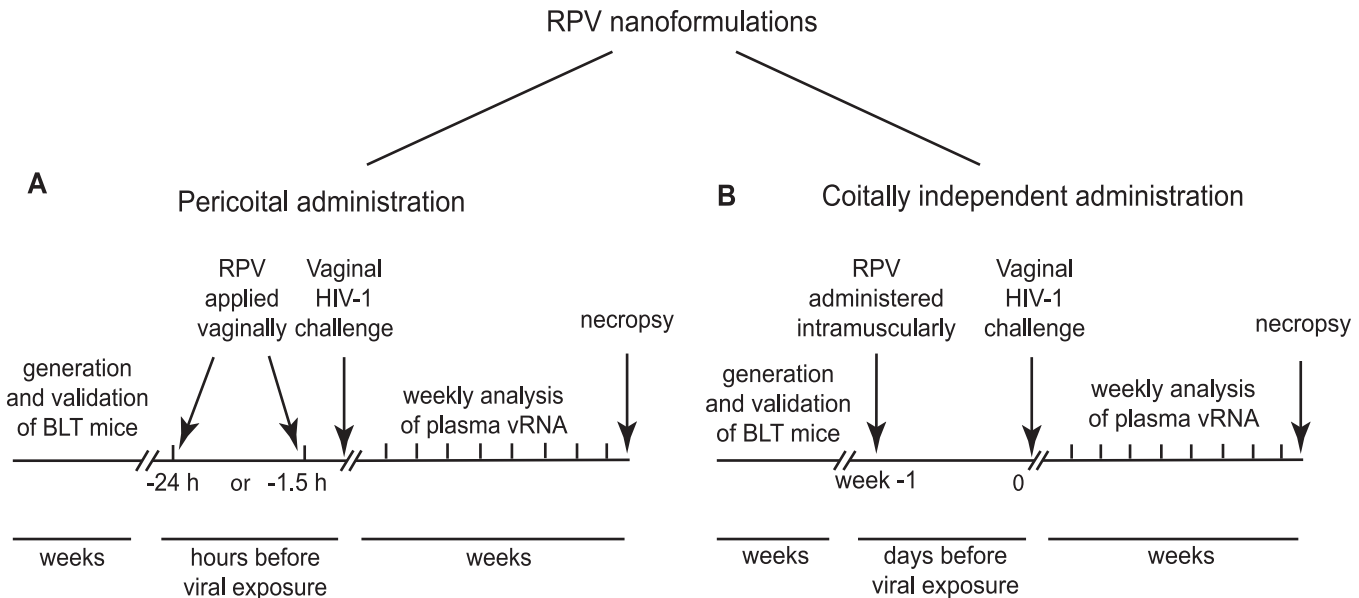 RPV nanoformulations
A
Pericoital administration
RPV
applied
vaginally
Vaginal
HIV-1
challenge
necropsy
generation
and validation
of BLT mice
weekly analysis
of plasma vRNA
-24 h or -1.5 h
weeks
hours before
viral exposure
weeks
B
Coitally independent administration
RPV
administered
intramuscularly
Vaginal
HIV-1
challenge
necropsy
generation
and validation
of BLT mice
weekly analysis
of plasma vRNA
week -1
0
weeks
days before
viral exposure
weeks